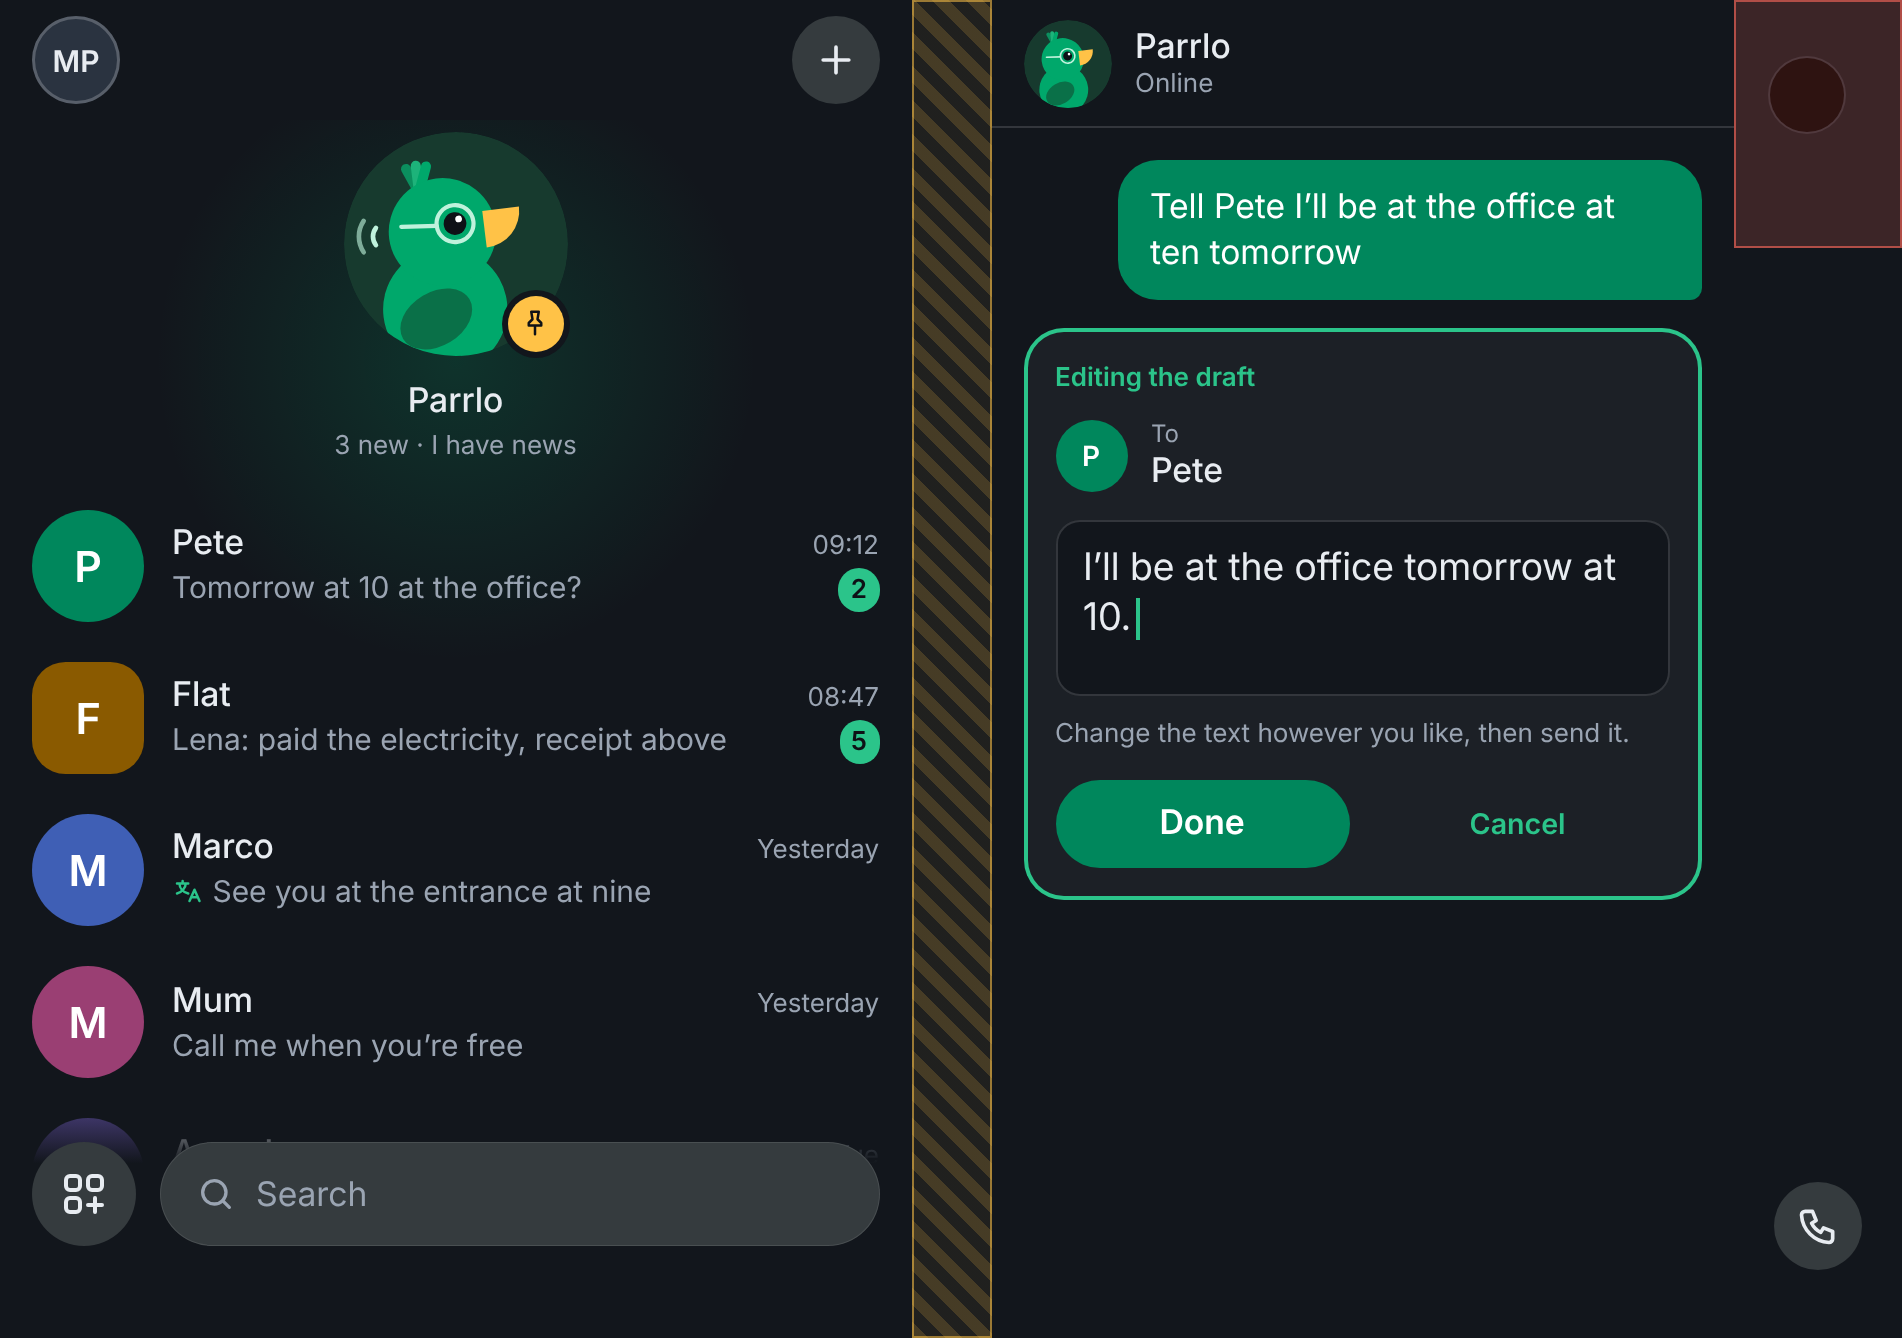 MP
Parrlo
3 new · I have news
P
Pete
09:12
Tomorrow at 10 at the office?
2
F
Flat
08:47
Lena: paid the electricity, receipt above
5
M
Marco
Yesterday
See you at the entrance at nine
M
Mum
Yesterday
Call me when you’re free
Search
Parrlo
Online
Tell Pete I’ll be at the office at
ten tomorrow
Editing the draft
P
To
Pete
I’ll be at the office tomorrow at
10.
Change the text however you like, then send it.
Done
Cancel